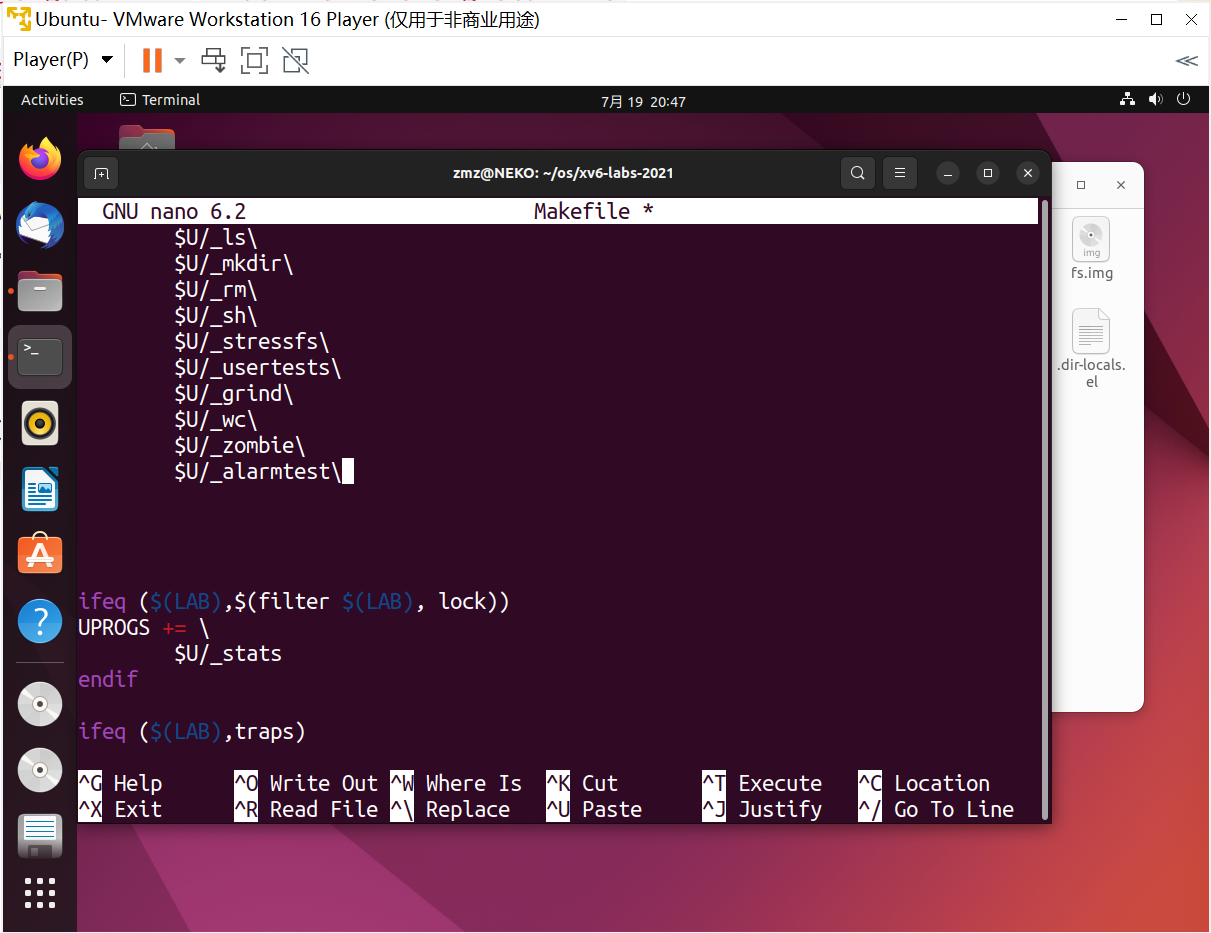 Ubuntu- VMware Workstation 16 Player (仅用于非商业用途)
Player(P)
Activities
Terminal
7月 19 20:47
zmz@NEKO: ~/os/xv6-labs-2021
GNU nano 6.2 Makefile *
$U/_ls\
$U/_mkdir\
$U/_rm\
$U/_sh\
$U/_stressfs\
$U/_usertests\
$U/_grind\
$U/_wc\
$U/_zombie\
$U/_alarmtest\
ifeq ($(LAB),$(filter $(LAB), lock))
UPROGS += \
$U/_stats
endif
ifeq ($(LAB),traps)
^G Help ^O Write Out ^W Where Is ^K Cut ^T Execute ^C Location
^X Exit ^R Read File ^\ Replace ^U Paste ^J Justify ^/ Go To Line
img
fs.img
.dir-locals.
el